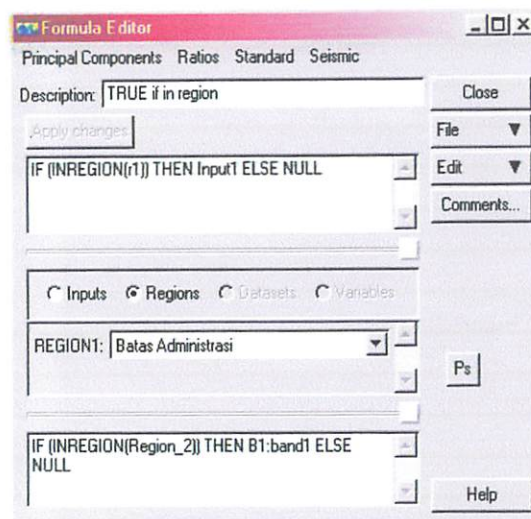 Formula Editor
Principal Components Ratios Standard Seismic
Description: TRUE if in region
Close
Apply changes
File
IF (INREGION(r1)) THEN Input1 ELSE NULL
Edit
Comments...
Inputs Regions Datasets Variables
REGION1: Batas Administrasi
Ps
IF (INREGION(Region_2)) THEN B1:band1 ELSE
NULL
Help